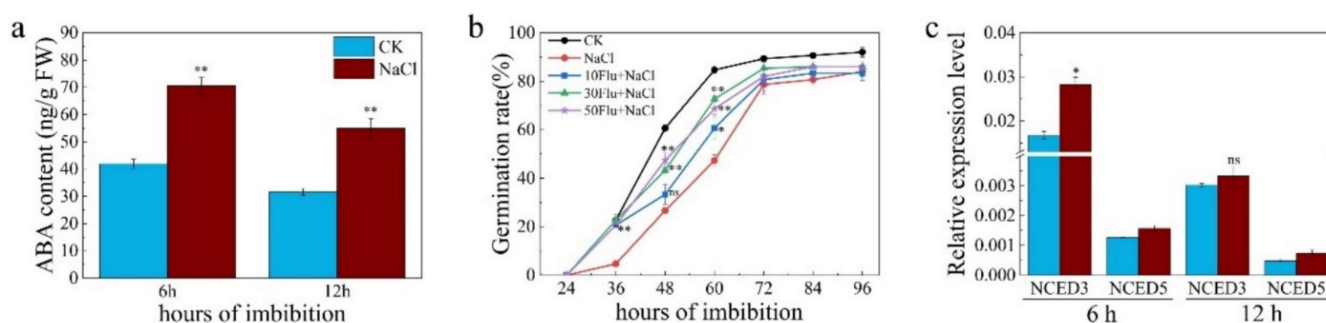 a
ABA content (ng/g FW)
90
80
70
60
50
40
30
20
10
0
CK
NaCl
**
**
6h
12h
hours of imbibition
b
Germination rate(%)
100
80
60
40
20
0
CK
NaCl
10Flu+NaCl
30Flu+NaCl
50Flu+NaCl
**
**
**
ns
**
**
*
24
36
48
60
72
84
96
hours of imbibition
c
Relative expression level
0.04
0.03
0.02
0.003
0.002
0.001
0.000
*
ns
NCED3 NCED5 NCED3 NCED5
6 h 12 h